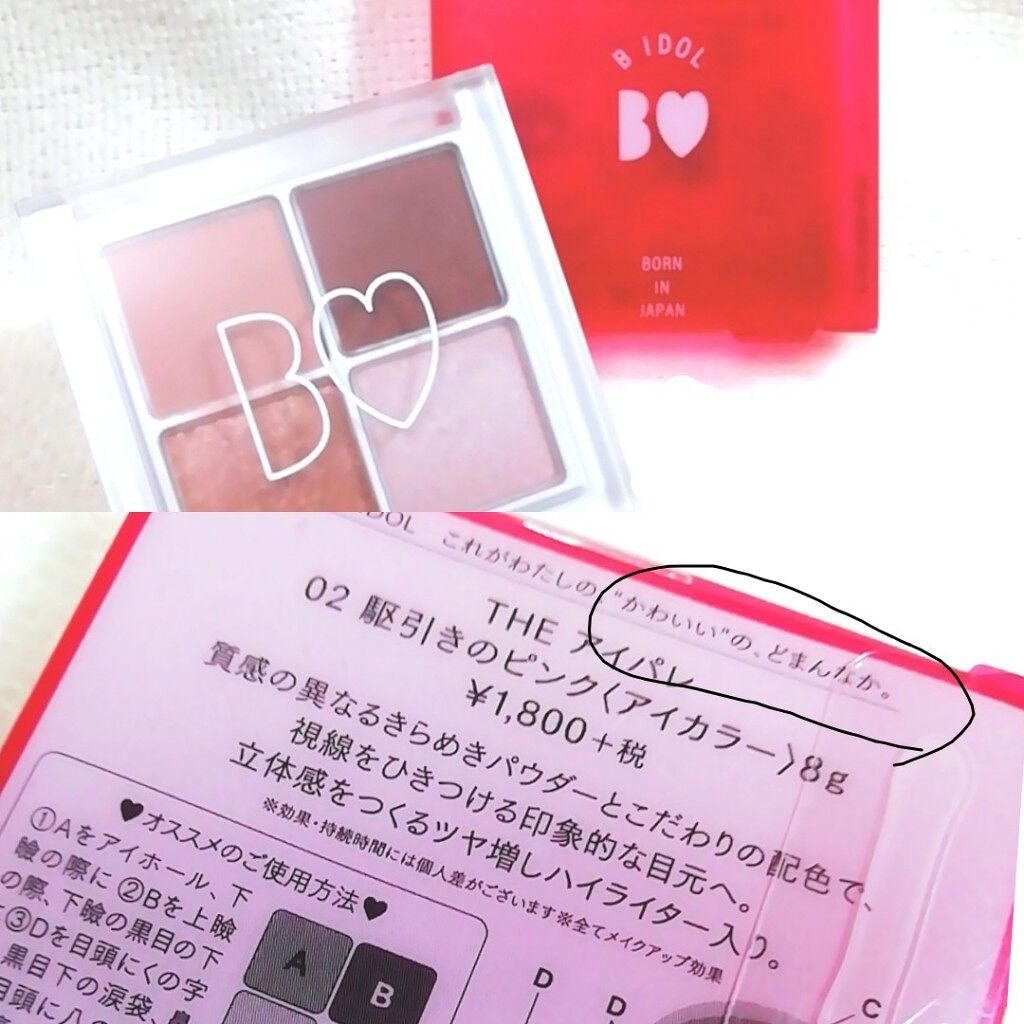 B IDOL
B♥
BORN
IN
JAPAN
B♡
IDOL これがわたしの、"かわいい"の、どまんなか。
THE アイパレ
02 駆引きのピンク〈アイカラー〉8g
¥1,800+税
質感の異なるきらめきパウダーとこだわりの配色で、
視線をひきつける印象的な目元へ。
立体感をつくるツヤ増しハイライター入り。
※効果・持続時間には個人差がございます※全てメイクアップ効果
♥オススメのご使用方法♥
①Aをアイホール、下
瞼の際に ②Bを上瞼
の際、下瞼の黒目の下
③Dを目頭にくの字
黒目下の涙袋、
目頭に
A
B
D
D
C